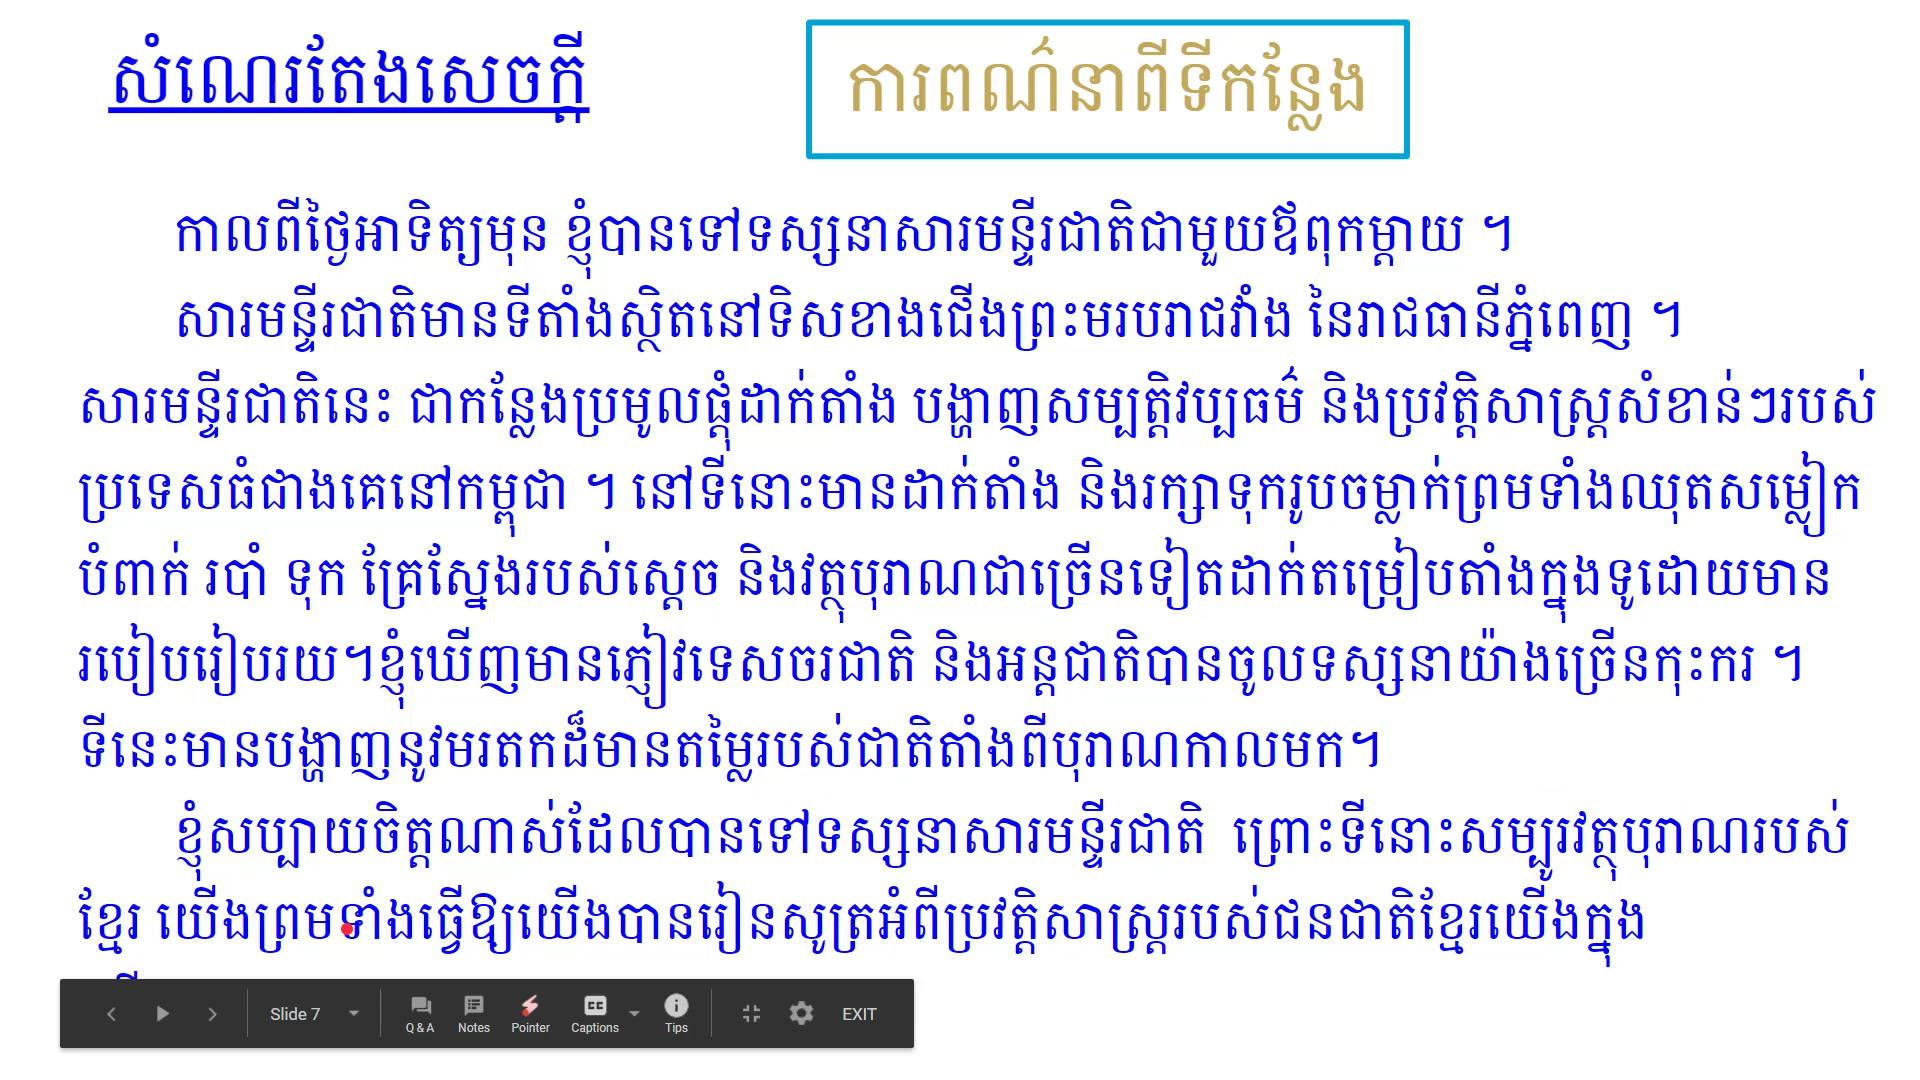 សំណេរតែងសេចក្តី
ការពណ៌នាពីទីកន្លែង
កាលពីថ្ងៃអាទិត្យមុន ខ្ញុំបានទៅទស្សនាសារមន្ទីរជាតិជាមួយឪពុកម្តាយ ។
សារមន្ទីរជាតិមានទីតាំងស្ថិតនៅទិសខាងជើងព្រះមរបរាជវាំង នៃរាជធានីភ្នំពេញ ។
សារមន្ទីរជាតិនេះ ជាកន្លែងប្រមូលផ្តុំដាក់តាំង បង្ហាញសម្បត្តិវប្បធម៌ និងប្រវត្តិសាស្ត្រសំខាន់ៗរបស់
ប្រទេសធំជាងគេនៅកម្ពុជា ។ នៅទីនោះមានដាក់តាំង និងរក្សាទុករូបចម្លាក់ព្រមទាំងឈុតសម្លៀក
បំពាក់ របាំ ទុក គ្រែស្នែងរបស់ស្តេច និងវត្ថុបុរាណជាច្រើនទៀតដាក់តម្រៀបតាំងក្នុងទូដោយមាន
របៀបរៀបរយ។ខ្ញុំឃើញមានភ្ញៀវទេសចរជាតិ និងអន្តជាតិបានចូលទស្សនាយ៉ាងច្រើនកុះករ ។
ទីនេះមានបង្ហាញនូវមរតកដ៏មានតម្លៃរបស់ជាតិតាំងពីបុរាណកាលមក។
ខ្ញុំសប្បាយចិត្តណាស់ដែលបានទៅទស្សនាសារមន្ទីរជាតិ ព្រោះទីនោះសម្បូរវត្ថុបុរាណរបស់
ខ្មែរ យើងព្រមទាំងធ្វើឱ្យយើងបានរៀនសូត្រអំពីប្រវត្តិសាស្ត្ររបស់ជនជាតិខ្មែរយើងក្នុង
Slide 7
Q & A
Notes
Pointer
Captions
Tips
EXIT